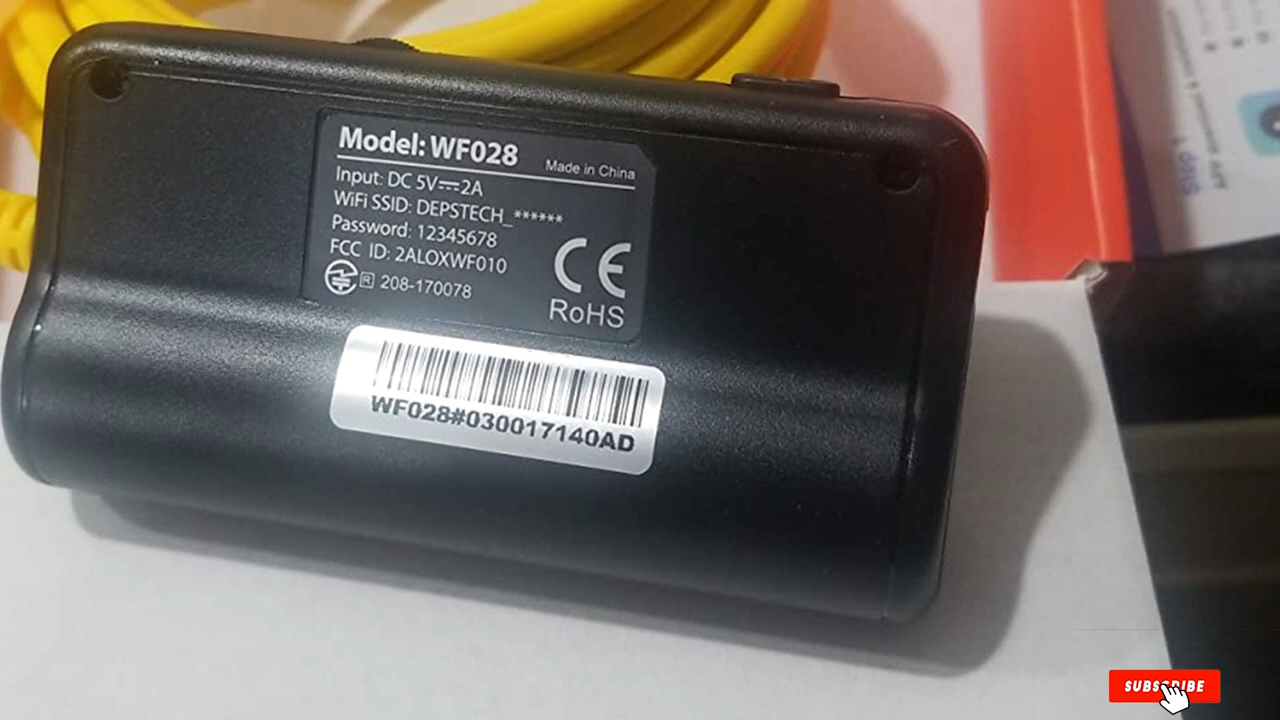 Model: WF028
Made in China
Input: DC 5V⎓2A
WiFi SSID: DEPSTECH_******
Password: 12345678
FCC ID: 2ALOXWF010
R 208-170078
CE
RoHS
WF028#030017140AD
SUBSCRIBE